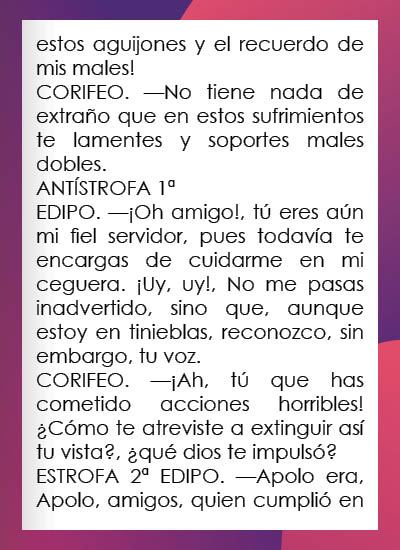 estos aguijones y el recuerdo de
mis males!
CORIFEO. —No tiene nada de
extraño que en estos sufrimientos
te lamentes y soportes males
dobles.
ANTÍSTROFA 1ª
EDIPO. —¡Oh amigo!, tú eres aún
mi fiel servidor, pues todavía te
encargas de cuidarme en mi
ceguera. ¡Uy, uy!, No me pasas
inadvertido, sino que, aunque
estoy en tinieblas, reconozco, sin
embargo, tu voz.
CORIFEO. —¡Ah, tú que has
cometido acciones horribles!
¿Cómo te atreviste a extinguir así
tu vista?, ¿qué dios te impulsó?
ESTROFA 2ª EDIPO. —Apolo era,
Apolo, amigos, quien cumplió en